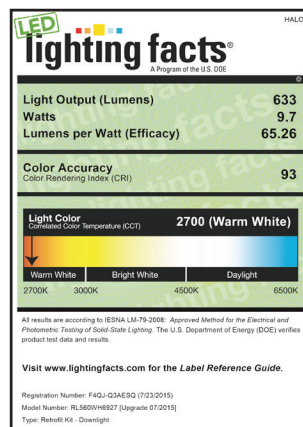 HALO
LED
lighting facts®
A Program of the U.S. DOE
Light Output (Lumens) 633
Watts 9.7
Lumens per Watt (Efficacy) 65.26
Color Accuracy 93
Color Rendering Index (CRI)
Light Color 2700 (Warm White)
Correlated Color Temperature (CCT)
Warm White Bright White Daylight
2700K 3000K 4500K 6500K
All results are according to IESNA LM-79-2008: Approved Method for the Electrical and
Photometric Testing of Solid-State Lighting. The U.S. Department of Energy (DOE) verifies
product test data and results.
Visit www.lightingfacts.com for the Label Reference Guide.
Registration Number: F4QJ-Q3AESQ (7/23/2015)
Model Number: RL560WH6927 [Upgrade 07/2015]
Type: Retrofit Kit - Downlight